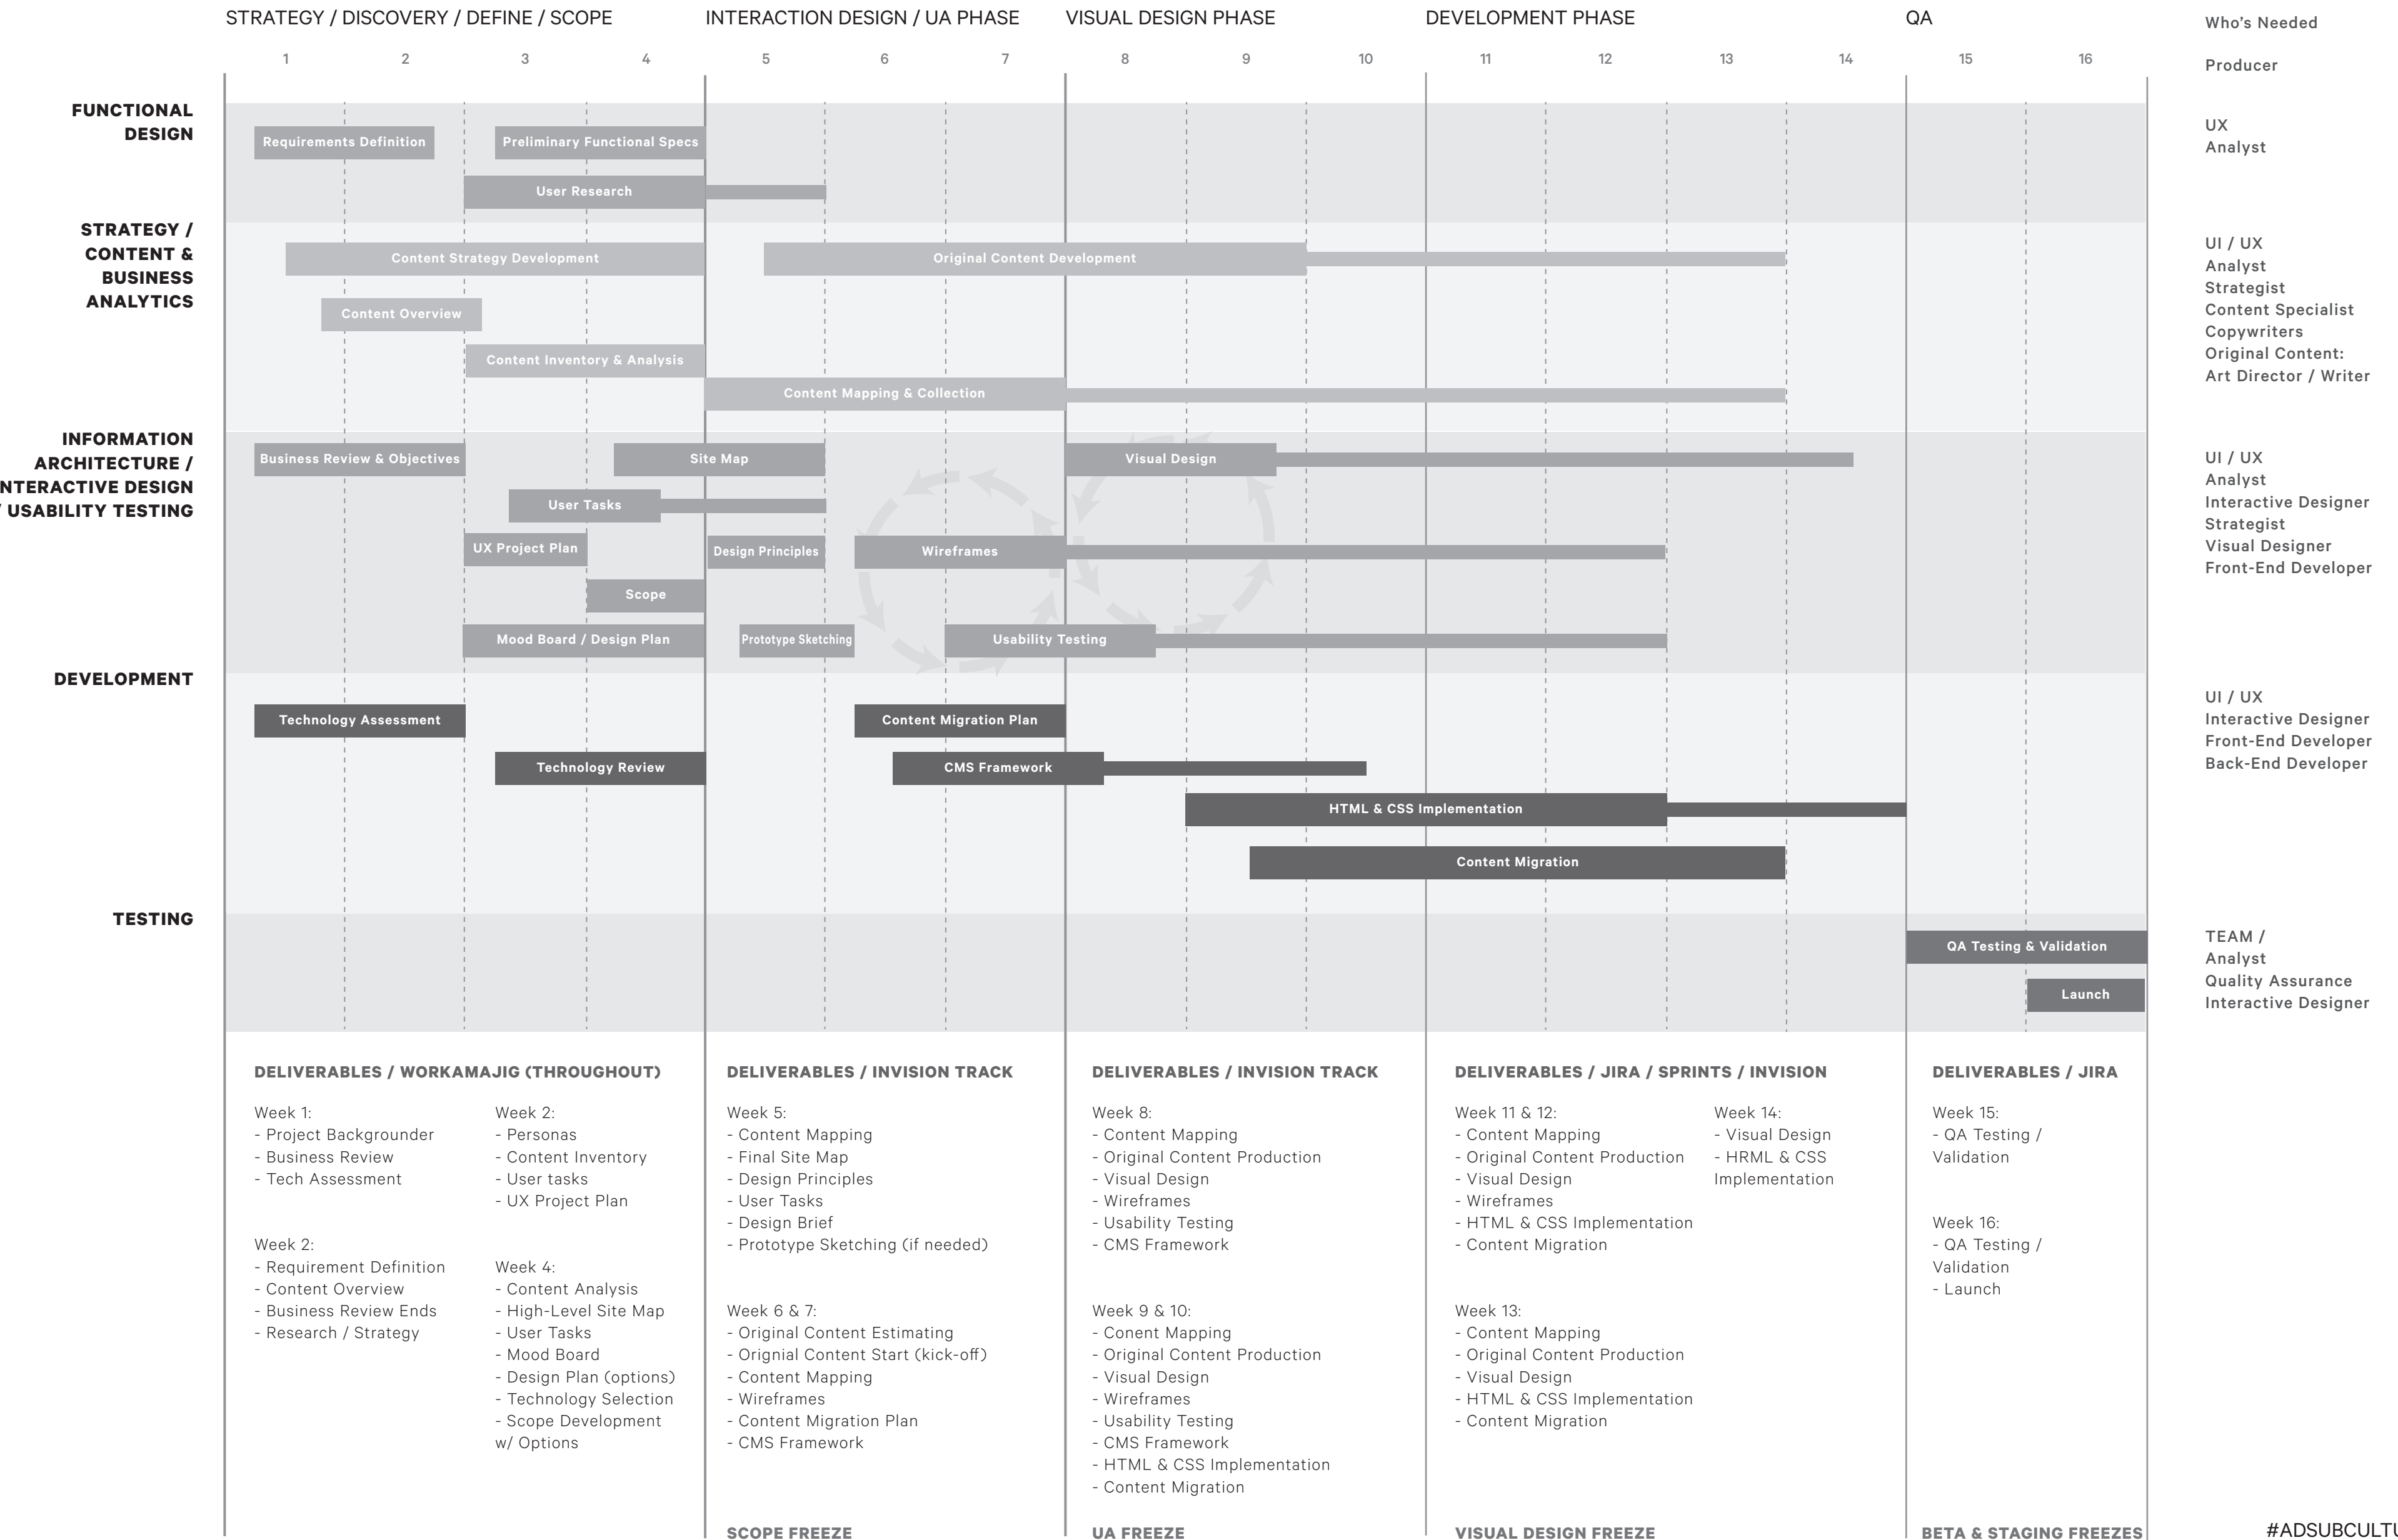 STRATEGY / DISCOVERY / DEFINE / SCOPE
INTERACTION DESIGN / UA PHASE
VISUAL DESIGN PHASE
DEVELOPMENT PHASE
QA
Who's Needed
1 2 3 4 5 6 7 8 9 10 11 12 13 14 15 16
Producer
FUNCTIONAL
DESIGN
Requirements Definition
Preliminary Functional Specs
User Research
UX
Analyst
STRATEGY /
CONTENT &
BUSINESS
ANALYTICS
Content Strategy Development
Original Content Development
Content Overview
Content Inventory & Analysis
Content Mapping & Collection
UI / UX
Analyst
Strategist
Content Specialist
Copywriters
Original Content:
Art Director / Writer
INFORMATION
ARCHITECTURE /
NTERACTIVE DESIGN
/ USABILITY TESTING
Business Review & Objectives
Site Map
Visual Design
User Tasks
UX Project Plan
Design Principles
Wireframes
Scope
Mood Board / Design Plan
Prototype Sketching
Usability Testing
UI / UX
Analyst
Interactive Designer
Strategist
Visual Designer
Front-End Developer
DEVELOPMENT
Technology Assessment
Content Migration Plan
Technology Review
CMS Framework
HTML & CSS Implementation
Content Migration
UI / UX
Interactive Designer
Front-End Developer
Back-End Developer
TESTING
QA Testing & Validation
Launch
TEAM /
Analyst
Quality Assurance
Interactive Designer
DELIVERABLES / WORKAMAJIG (THROUGHOUT)
Week 1:
- Project Backgrounder
- Business Review
- Tech Assessment
Week 2:
- Requirement Definition
- Content Overview
- Business Review Ends
- Research / Strategy
Week 2:
- Personas
- Content Inventory
- User tasks
- UX Project Plan
Week 4:
- Content Analysis
- High-Level Site Map
- User Tasks
- Mood Board
- Design Plan (options)
- Technology Selection
- Scope Development
w/ Options
DELIVERABLES / INVISION TRACK
Week 5:
- Content Mapping
- Final Site Map
- Design Principles
- User Tasks
- Design Brief
- Prototype Sketching (if needed)
Week 6 & 7:
- Original Content Estimating
- Orignial Content Start (kick-off)
- Content Mapping
- Wireframes
- Content Migration Plan
- CMS Framework
SCOPE FREEZE
DELIVERABLES / INVISION TRACK
Week 8:
- Content Mapping
- Original Content Production
- Visual Design
- Wireframes
- Usability Testing
- CMS Framework
Week 9 & 10:
- Conent Mapping
- Original Content Production
- Visual Design
- Wireframes
- Usability Testing
- CMS Framework
- HTML & CSS Implementation
- Content Migration
UA FREEZE
DELIVERABLES / JIRA / SPRINTS / INVISION
Week 11 & 12:
- Content Mapping
- Original Content Production
- Visual Design
- Wireframes
- HTML & CSS Implementation
- Content Migration
Week 13:
- Content Mapping
- Original Content Production
- Visual Design
- HTML & CSS Implementation
- Content Migration
Week 14:
- Visual Design
- HRML & CSS
Implementation
VISUAL DESIGN FREEZE
DELIVERABLES / JIRA
Week 15:
- QA Testing /
Validation
Week 16:
- QA Testing /
Validation
- Launch
BETA & STAGING FREEZES
#ADSUBCULTU